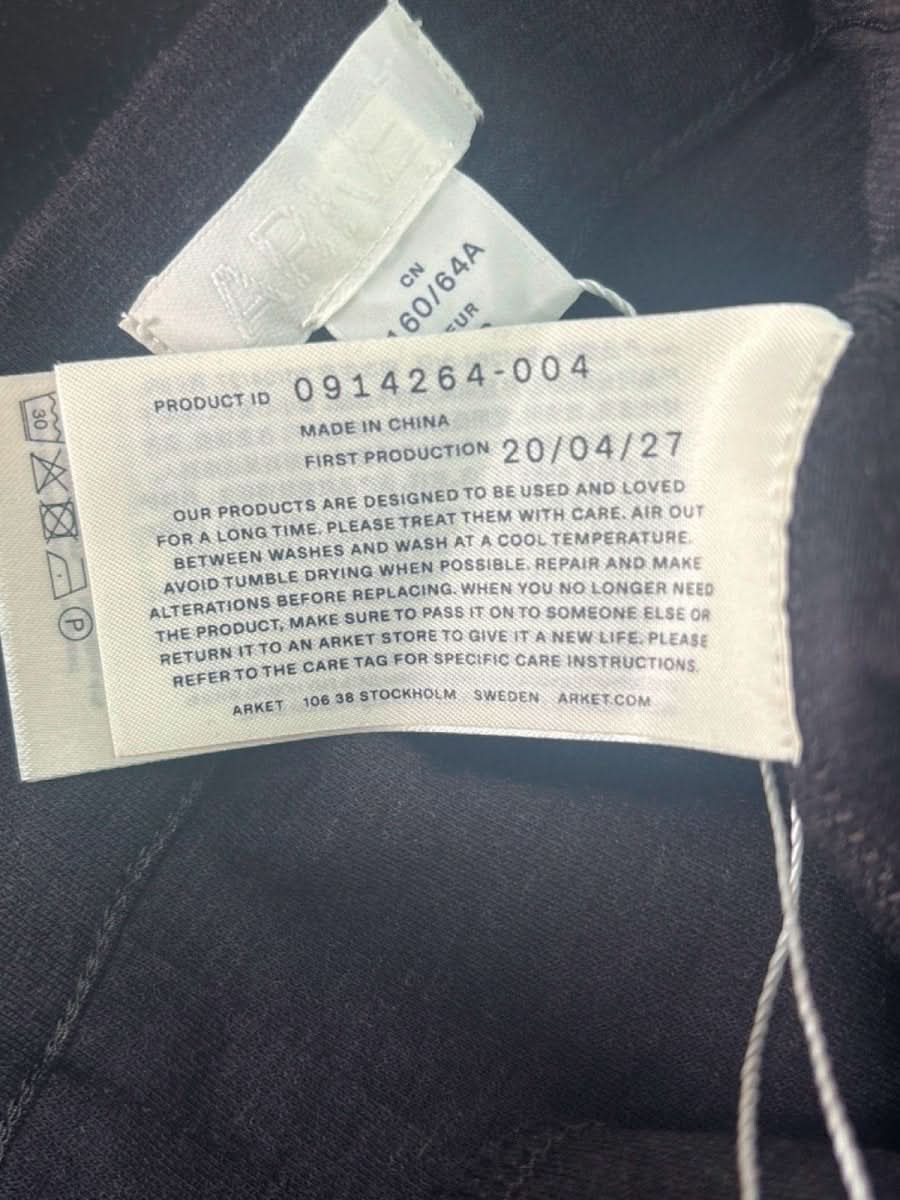 ARKET
CN
160/64A
EUR
PRODUCT ID 0914264-004
MADE IN CHINA
FIRST PRODUCTION 20/04/27
OUR PRODUCTS ARE DESIGNED TO BE USED AND LOVED
FOR A LONG TIME. PLEASE TREAT THEM WITH CARE. AIR OUT
BETWEEN WASHES AND WASH AT A COOL TEMPERATURE.
AVOID TUMBLE DRYING WHEN POSSIBLE. REPAIR AND MAKE
ALTERATIONS BEFORE REPLACING. WHEN YOU NO LONGER NEED
THE PRODUCT, MAKE SURE TO PASS IT ON TO SOMEONE ELSE OR
RETURN IT TO AN ARKET STORE TO GIVE IT A NEW LIFE. PLEASE
REFER TO THE CARE TAG FOR SPECIFIC CARE INSTRUCTIONS.
ARKET 106 38 STOCKHOLM SWEDEN ARKET.COM
30
P